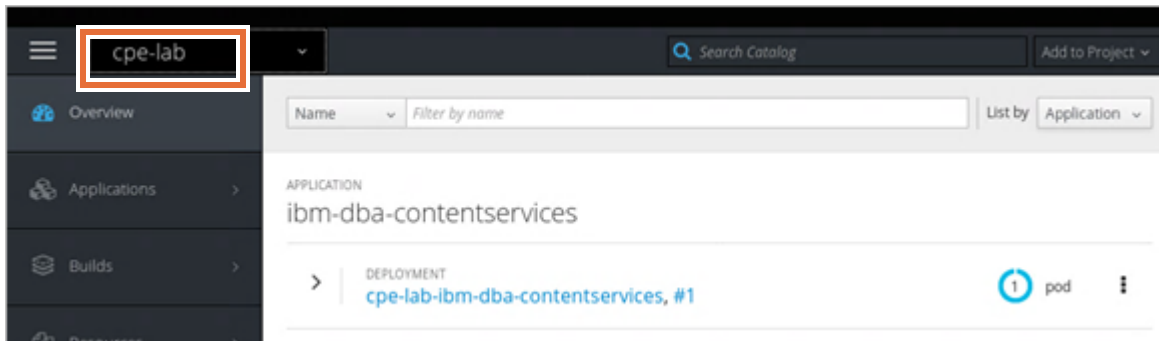 cpe-lab
Search Catalog
Add to Project
Overview
Name
Filter by name
List by
Application
Applications
APPLICATION
ibm-dba-contentservices
Builds
DEPLOYMENT
cpe-lab-ibm-dba-contentservices, #1
1
pod